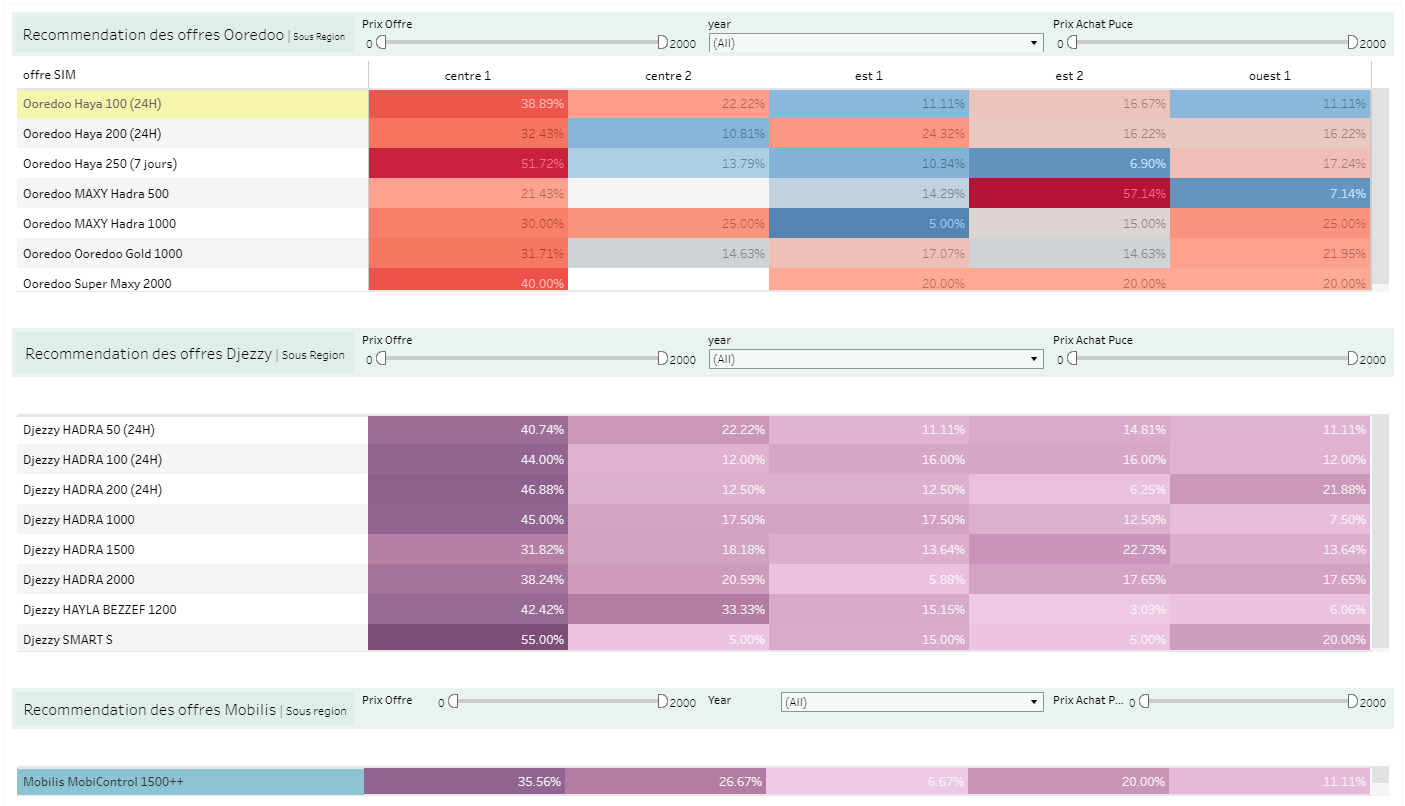 Recommendation des offres Ooredoo | Sous Region
Prix Offre
0 2000
year
(All)
Prix Achat Puce
0 2000
offre SIM centre 1 centre 2 est 1 est 2 ouest 1
Ooredoo Haya 100 (24H) 38.89% 22.22% 11.11% 16.67% 11.11%
Ooredoo Haya 200 (24H) 32.43% 10.81% 24.32% 16.22% 16.22%
Ooredoo Haya 250 (7 jours) 51.72% 13.79% 10.34% 6.90% 17.24%
Ooredoo MAXY Hadra 500 21.43% 14.29% 57.14% 7.14%
Ooredoo MAXY Hadra 1000 30.00% 25.00% 5.00% 15.00% 25.00%
Ooredoo Ooredoo Gold 1000 31.71% 14.63% 17.07% 14.63% 21.95%
Ooredoo Super Maxy 2000 40.00% 20.00% 20.00% 20.00%
Recommendation des offres Djezzy | Sous Region
Prix Offre
0 2000
year
(All)
Prix Achat Puce
0 2000
Djezzy HADRA 50 (24H) 40.74% 22.22% 11.11% 14.81% 11.11%
Djezzy HADRA 100 (24H) 44.00% 12.00% 16.00% 16.00% 12.00%
Djezzy HADRA 200 (24H) 46.88% 12.50% 12.50% 6.25% 21.88%
Djezzy HADRA 1000 45.00% 17.50% 17.50% 12.50% 7.50%
Djezzy HADRA 1500 31.82% 18.18% 13.64% 22.73% 13.64%
Djezzy HADRA 2000 38.24% 20.59% 5.88% 17.65% 17.65%
Djezzy HAYLA BEZZEF 1200 42.42% 33.33% 15.15% 3.03% 6.06%
Djezzy SMART S 55.00% 5.00% 15.00% 5.00% 20.00%
Recommendation des offres Mobilis | Sous region
Prix Offre 0 2000
Year (All)
Prix Achat P... 0 2000
Mobilis MobiControl 1500++ 35.56% 26.67% 6.67% 20.00% 11.11%